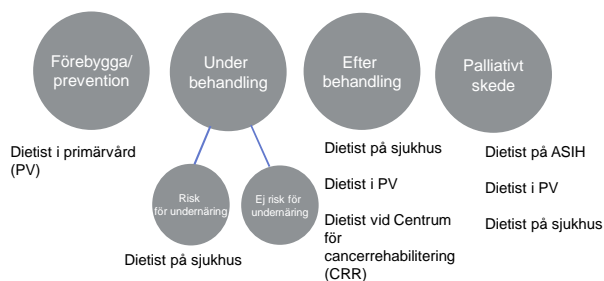 Förebygga/
prevention
Under
behandling
Efter
behandling
Palliativt
skede
Dietist i primärvård
(PV)
Risk
för undernäring
Ej risk för
undernäring
Dietist på sjukhus
Dietist på sjukhus
Dietist i PV
Dietist vid Centrum
för
cancerrehabilitering
(CRR)
Dietist på ASIH
Dietist i PV
Dietist på sjukhus